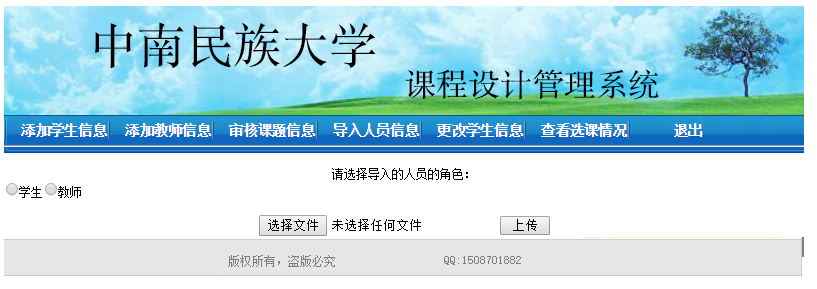 中南民族大学
课程设计管理系统
添加学生信息 添加教师信息 审核课题信息 导入人员信息 更改学生信息 查看选课情况 退出
请选择导入的人员的角色：
学生 教师
选择文件 未选择任何文件 上传
版权所有，盗版必究 QQ:1508701882